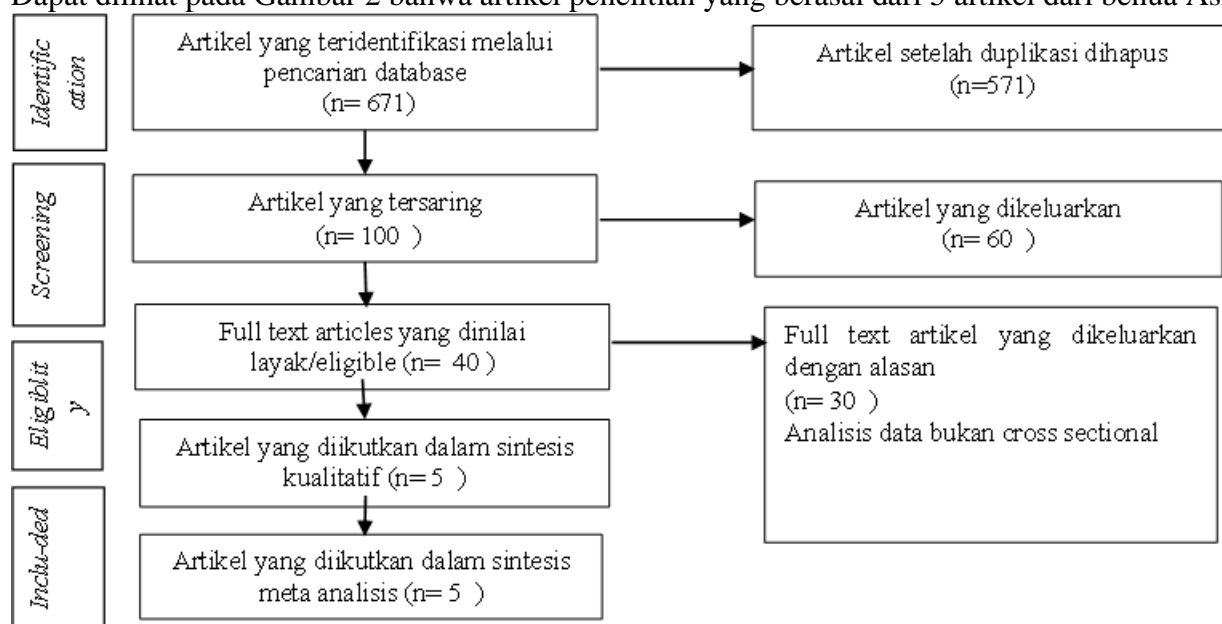 Dapat dilihat pada Gambar 2 bahwa artikel penelitian yang berasal dari 5 artikel dari benua As
Identific
ation
Artikel yang teridentifikasi melalui
pencarian database
(n= 671)
Artikel setelah duplikasi dihapus
(n=571)
Screening
Artikel yang tersaring
(n= 100 )
Artikel yang dikeluarkan
(n= 60 )
Eligiblit
y
Full text articles yang dinilai
layak/eligible (n= 40 )
Full text artikel yang dikeluarkan
dengan alasan
(n= 30 )
Analisis data bukan cross sectional
Artikel yang diikutkan dalam sintesis
kualitatif (n= 5 )
Inclu-ded
Artikel yang diikutkan dalam sintesis
meta analisis (n= 5 )